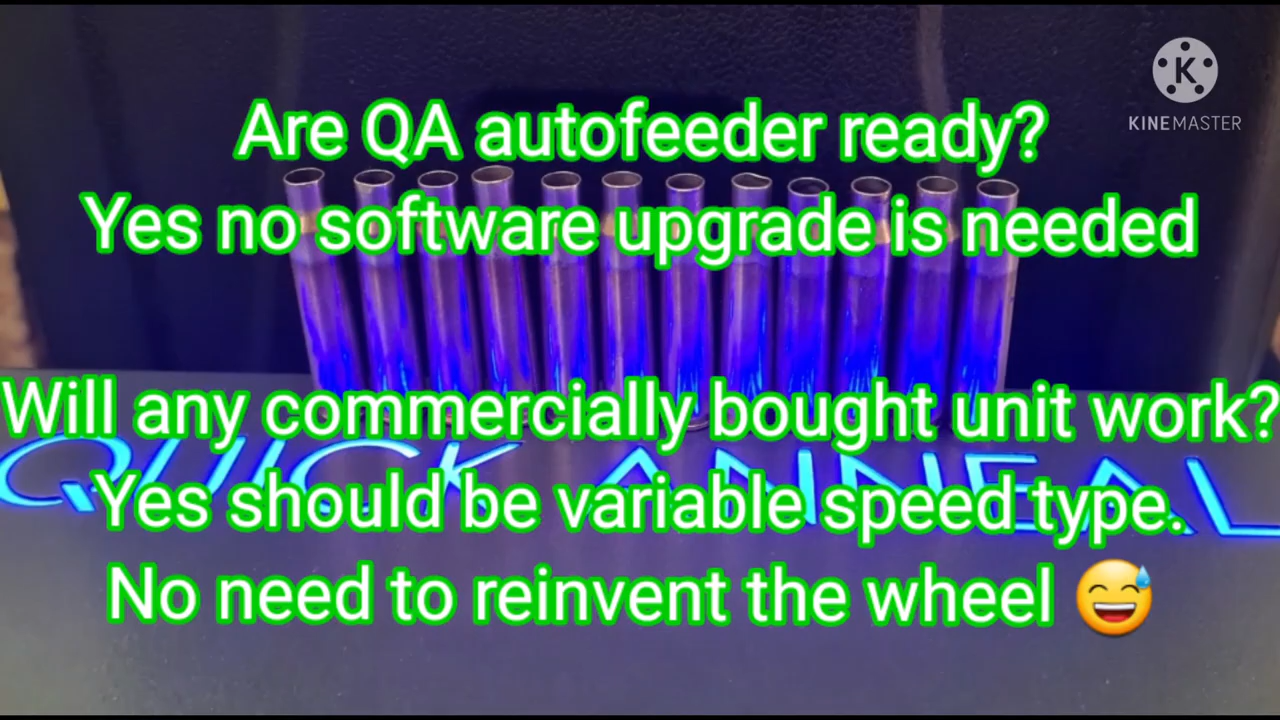 KINEMASTER
Are QA autofeeder ready?
Yes no software upgrade is needed
Will any commercially bought unit work?
QUICK ANNEAL
Yes should be variable speed type.
No need to reinvent the wheel 😅